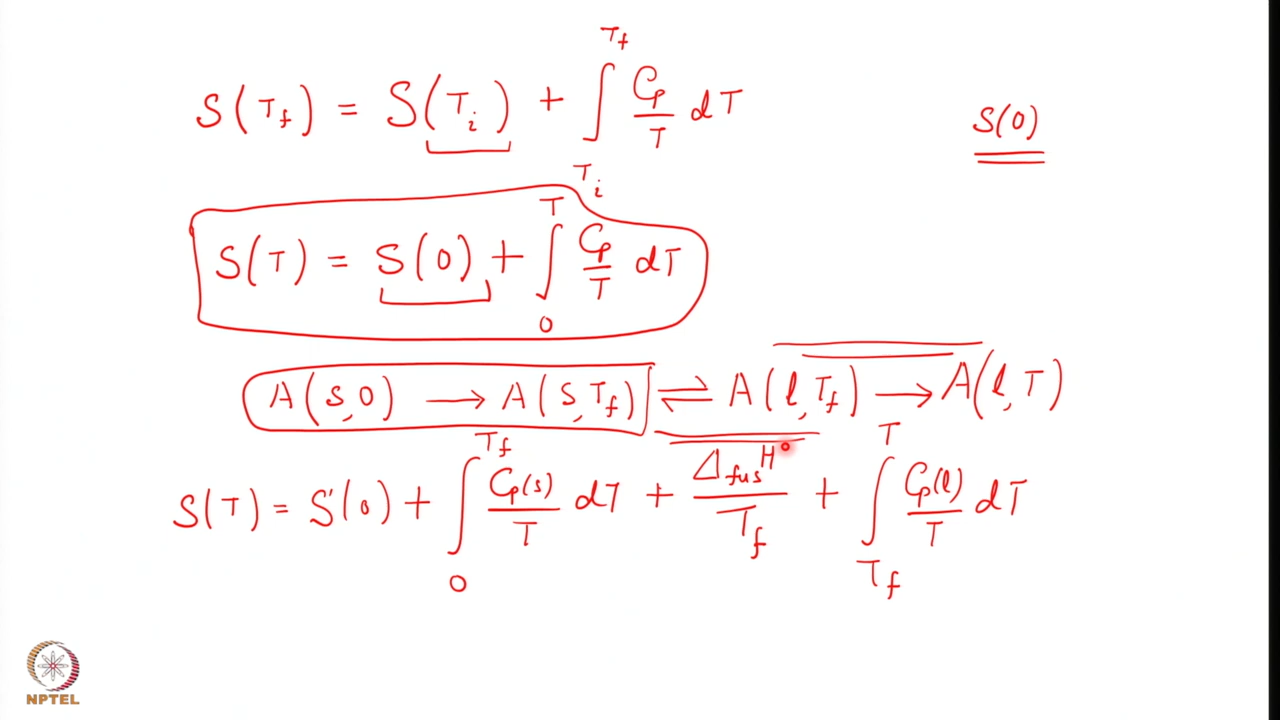 S(T_f) = S(T_i) + ∫_{T_i}^{T_f} C_p/T dT
S(0)
S(T) = S(0) + ∫_0^T C_p/T dT
A(s,0) → A(s,T_f) ⇌ A(l,T_f) → A(l,T)
S(T) = S(0) + ∫_0^{T_f} C_p(s)/T dT + Δ_fus H°/T_f + ∫_{T_f}^T C_p(l)/T dT
NPTEL